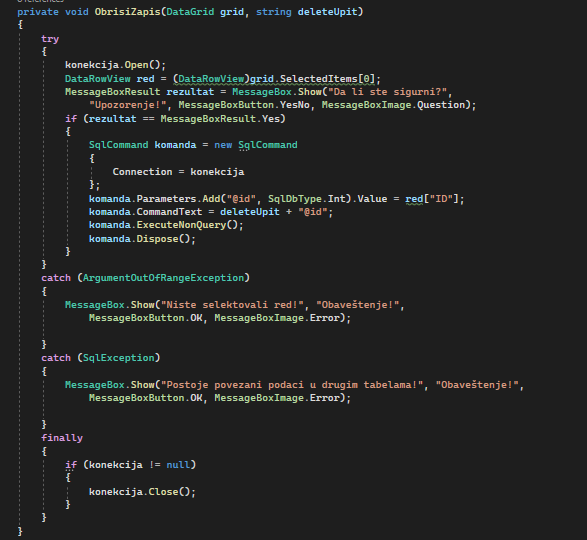 private void ObrisiZapis(DataGrid grid, string deleteUpit)
{
try
{
konekcija.Open();
DataRowView red = (DataRowView)grid.SelectedItems[0];
MessageBoxResult rezultat = MessageBox.Show("Da li ste sigurni?",
"Upozorenje!", MessageBoxButton.YesNo, MessageBoxImage.Question);
if (rezultat == MessageBoxResult.Yes)
{
SqlCommand komanda = new SqlCommand
{
Connection = konekcija
};
komanda.Parameters.Add("@id", SqlDbType.Int).Value = red["ID"];
komanda.CommandText = deleteUpit + "@id";
komanda.ExecuteNonQuery();
komanda.Dispose();
}
}
catch (ArgumentOutOfRangeException)
{
MessageBox.Show("Niste selektovali red!", "Obaveštenje!",
MessageBoxButton.OK, MessageBoxImage.Error);
}
catch (SqlException)
{
MessageBox.Show("Postoje povezani podaci u drugim tabelama!", "Obaveštenje!",
MessageBoxButton.OK, MessageBoxImage.Error);
}
finally
{
if (konekcija != null)
{
konekcija.Close();
}
}
}